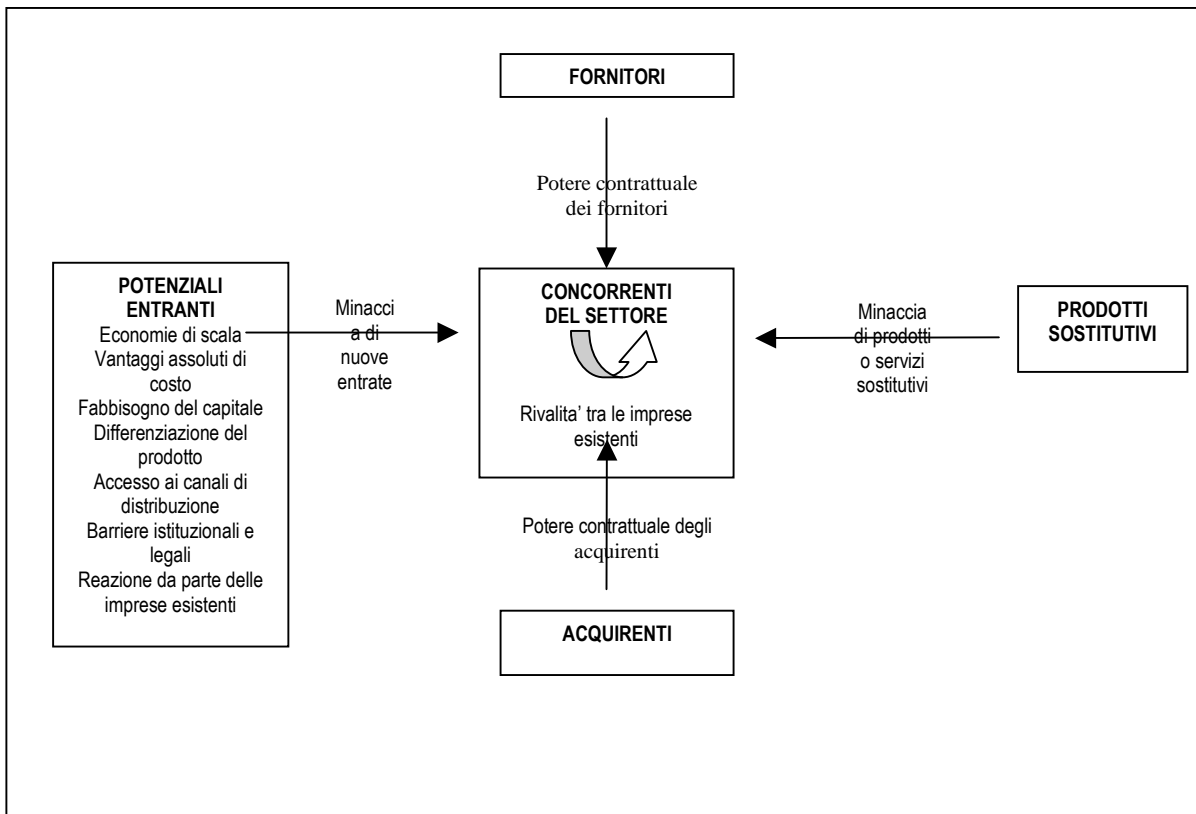 FORNITORI
Potere contrattuale
dei fornitori
POTENZIALI
ENTRANTI
Economie di scala
Vantaggi assoluti di
costo
Fabbisogno del capitale
Differenziazione del
prodotto
Accesso ai canali di
distribuzione
Barriere istituzionali e
legali
Reazione da parte delle
imprese esistenti
Minacci
a di
nuove
entrate
CONCORRENTI
DEL SETTORE
Rivalita’ tra le imprese
esistenti
Minaccia
di prodotti
o servizi
sostitutivi
PRODOTTI
SOSTITUTIVI
Potere contrattuale degli
acquirenti
ACQUIRENTI